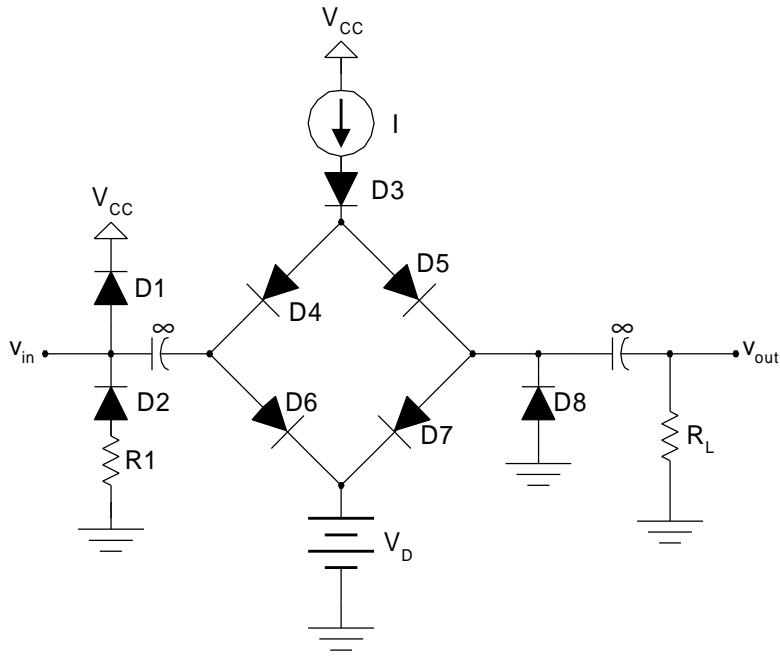 V_CC
I
D3
V_CC
D1
D5
∞
∞
D4
v_in
v_out
D2
D6
D7
D8
R1
R_L
V_D